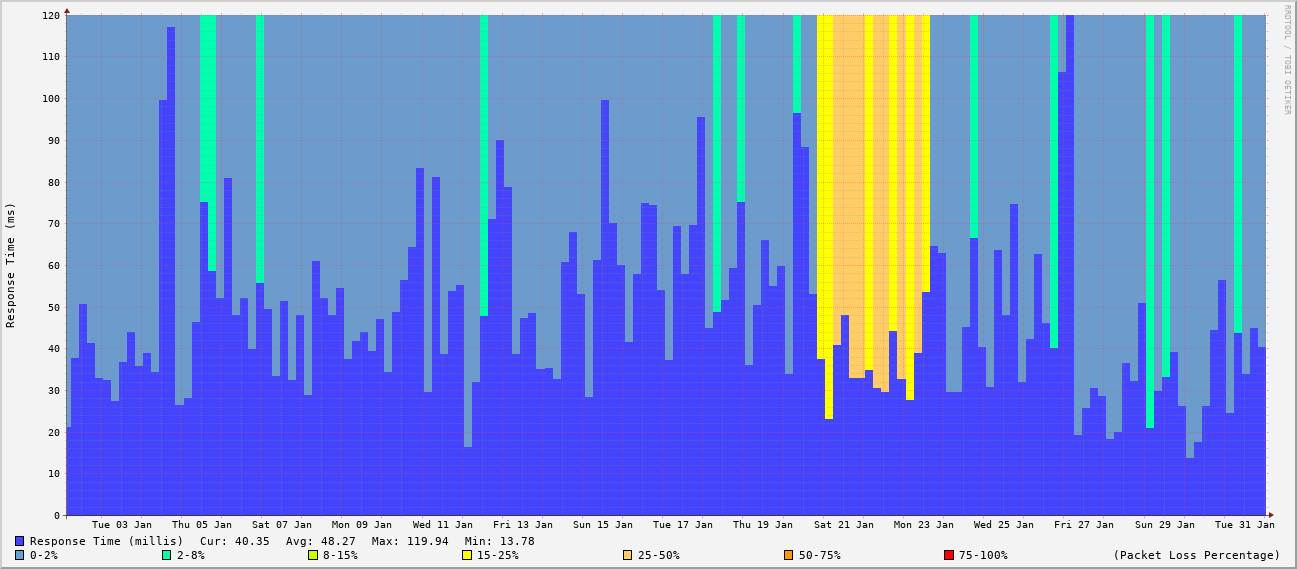 RRDTOOL / TOBI OETIKER
Response Time (ms)
120
110
100
90
80
70
60
50
40
30
20
10
0
Tue 03 Jan Thu 05 Jan Sat 07 Jan Mon 09 Jan Wed 11 Jan Fri 13 Jan Sun 15 Jan Tue 17 Jan Thu 19 Jan Sat 21 Jan Mon 23 Jan Wed 25 Jan Fri 27 Jan Sun 29 Jan Tue 31 Jan
Response Time (millis) Cur: 40.35 Avg: 48.27 Max: 119.94 Min: 13.78
0-2% 2-8% 8-15% 15-25% 25-50% 50-75% 75-100% (Packet Loss Percentage)